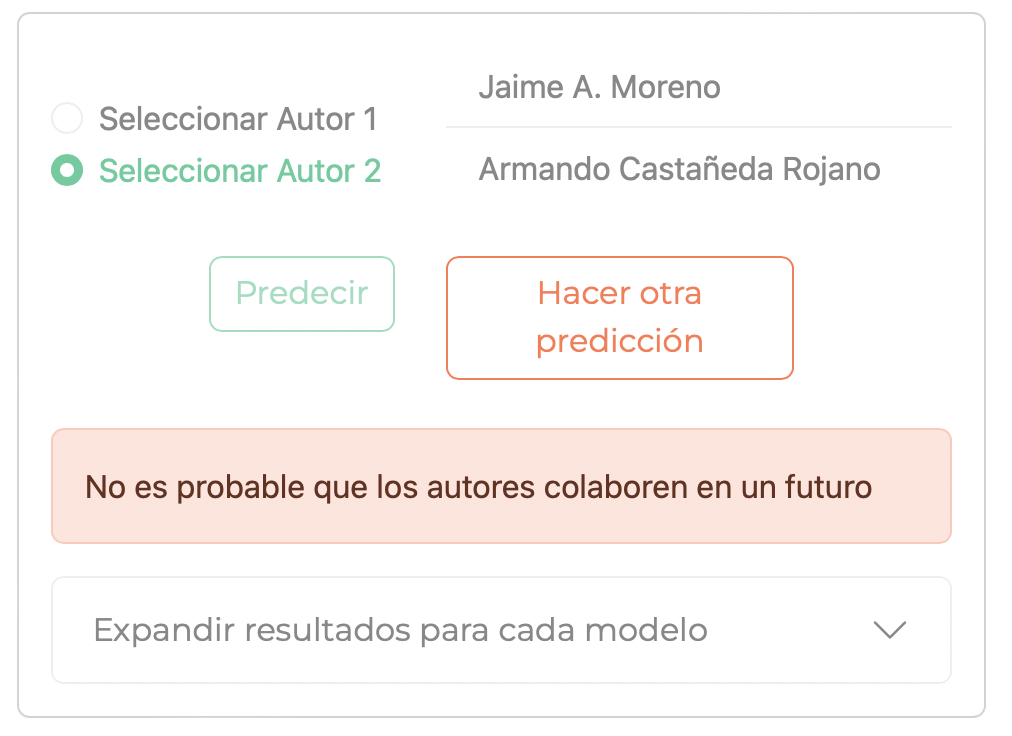 Seleccionar Autor 1
Seleccionar Autor 2
Jaime A. Moreno
Armando Castañeda Rojano
Predecir
Hacer otra
predicción
No es probable que los autores colaboren en un futuro
Expandir resultados para cada modelo